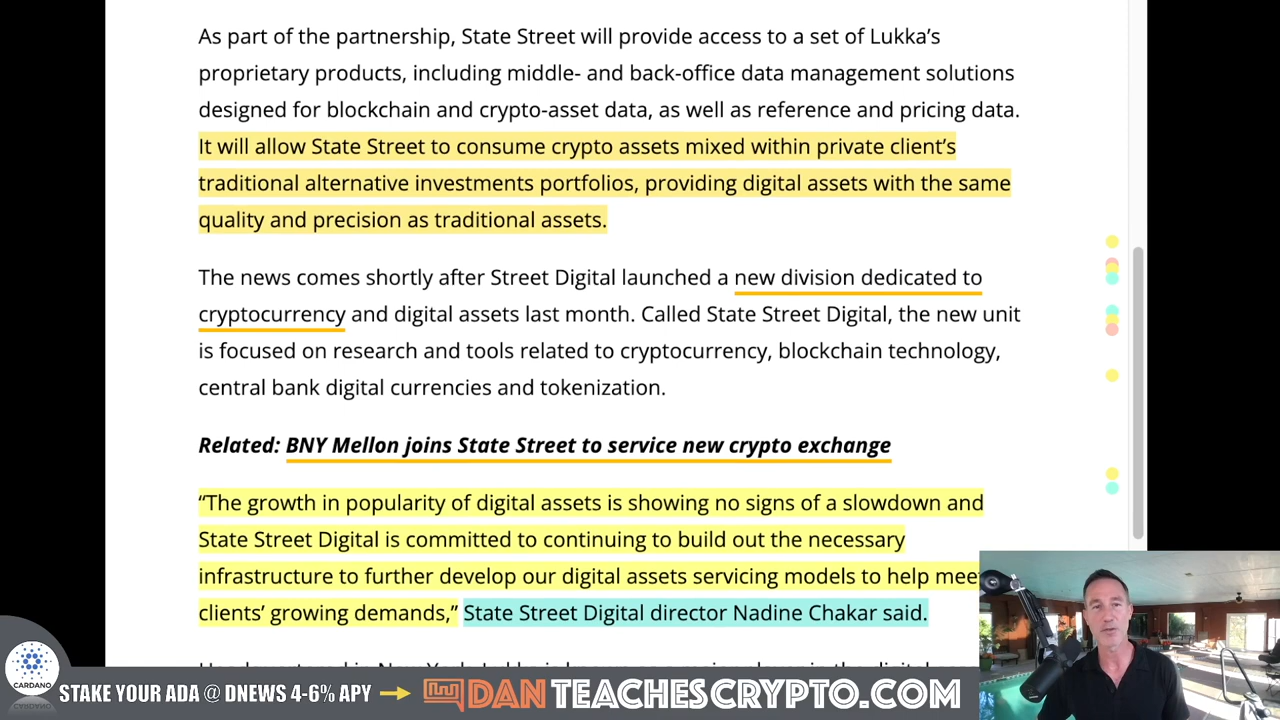 As part of the partnership, State Street will provide access to a set of Lukka’s
proprietary products, including middle- and back-office data management solutions
designed for blockchain and crypto-asset data, as well as reference and pricing data.
It will allow State Street to consume crypto assets mixed within private client’s
traditional alternative investments portfolios, providing digital assets with the same
quality and precision as traditional assets.
The news comes shortly after Street Digital launched a new division dedicated to
cryptocurrency and digital assets last month. Called State Street Digital, the new unit
is focused on research and tools related to cryptocurrency, blockchain technology,
central bank digital currencies and tokenization.
Related: BNY Mellon joins State Street to service new crypto exchange
“The growth in popularity of digital assets is showing no signs of a slowdown and
State Street Digital is committed to continuing to build out the necessary
infrastructure to further develop our digital assets servicing models to help meet
clients’ growing demands,” State Street Digital director Nadine Chakar said.
CARDANO
STAKE YOUR ADA @ DNEWS 4-6% APY
DANTEACHESCRYPTO.COM